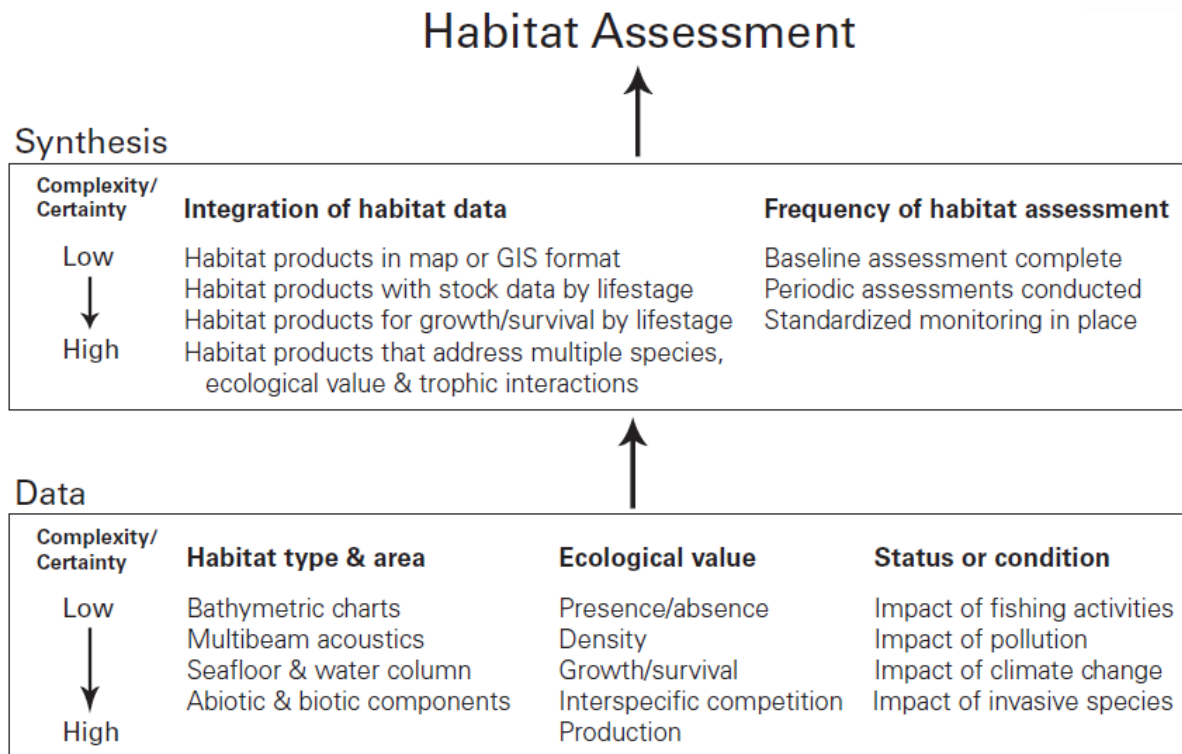 Habitat Assessment
Synthesis
Complexity/
Certainty
Low
High
Integration of habitat data
Habitat products in map or GIS format
Habitat products with stock data by lifestage
Habitat products for growth/survival by lifestage
Habitat products that address multiple species,
ecological value & trophic interactions
Frequency of habitat assessment
Baseline assessment complete
Periodic assessments conducted
Standardized monitoring in place
Data
Complexity/
Certainty
Low
High
Habitat type & area
Bathymetric charts
Multibeam acoustics
Seafloor & water column
Abiotic & biotic components
Ecological value
Presence/absence
Density
Growth/survival
Interspecific competition
Production
Status or condition
Impact of fishing activities
Impact of pollution
Impact of climate change
Impact of invasive species